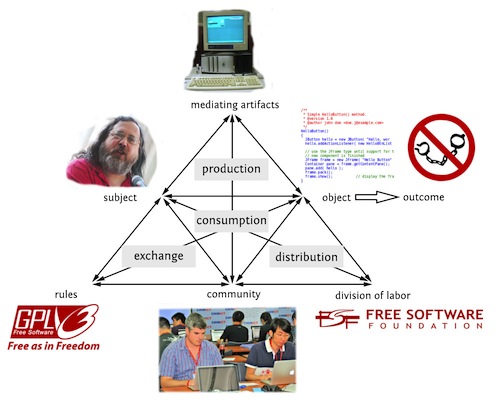 mediating artifacts
/**
* Simple HelloButton() method.
* @version 1.0
* @author john doe <doe.j@example.com>
*/
HelloButton()
{
JButton hello = new JButton( "Hello, wor
hello.addActionListener( new HelloBtnList
// use the JFrame type until support for t
// new component is finished
JFrame frame = new JFrame( "Hello Button"
Container pane = frame.getContentPane();
pane.add( hello );
frame.pack();
frame.show(); // display the fra
production
subject
object
outcome
consumption
exchange
distribution
rules
community
division of labor
GPL 3
Free Software
Free as in Freedom
FSF FREE SOFTWARE
FOUNDATION